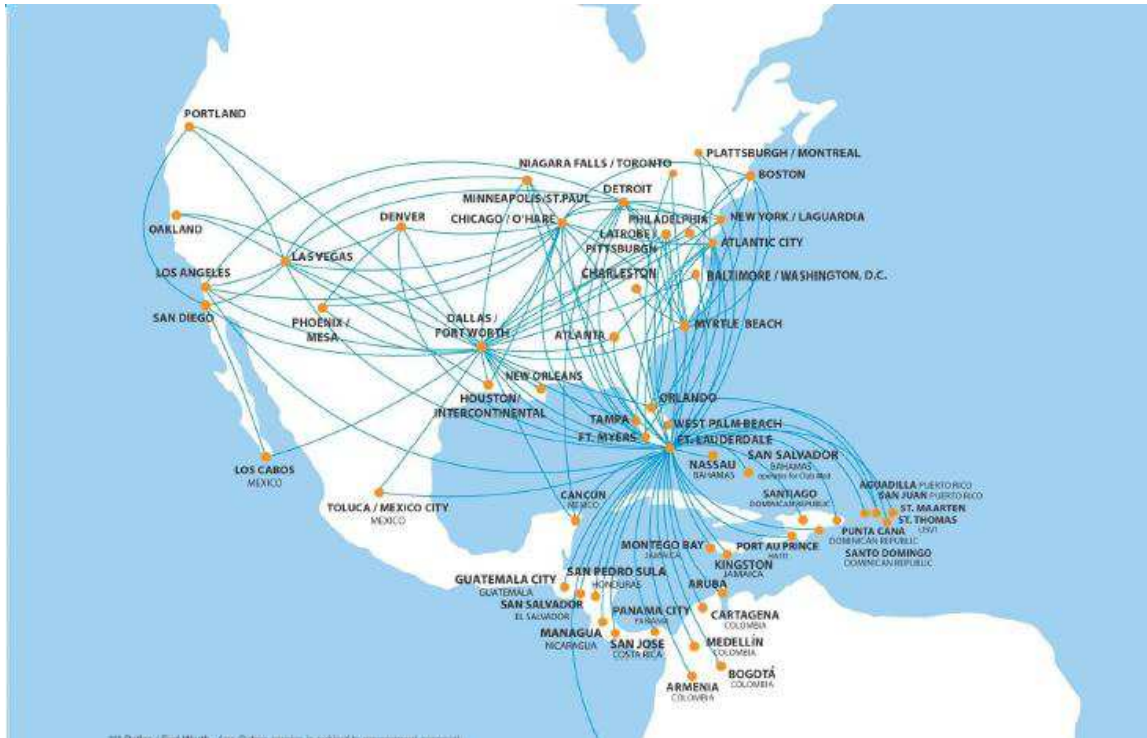 PORTLAND
PLATTSBURGH / MONTREAL
NIAGARA FALLS / TORONTO
BOSTON
DETROIT
MINNEAPOLIS/ST.PAUL
DENVER
CHICAGO / O'HARE
PHILADELPHIA
NEW YORK / LAGUARDIA
OAKLAND
LATROBE /
PITTSBURGH
ATLANTIC CITY
LAS VEGAS
LOS ANGELES
CHARLESTON
BALTIMORE / WASHINGTON, D.C.
SAN DIEGO
PHOENIX /
MESA
DALLAS /
FORT WORTH
ATLANTA
MYRTLE BEACH
NEW ORLEANS
HOUSTON/
INTERCONTINENTAL
ORLANDO
TAMPA
WEST PALM BEACH
FT. MYERS
FT. LAUDERDALE
LOS CABOS
MEXICO
NASSAU
BAHAMAS
SAN SALVADOR
BAHAMAS
operates for Club Med
TOLUCA / MEXICO CITY
MEXICO
CANCÚN
MEXICO
SANTIAGO
DOMINICAN REPUBLIC
AGUADILLA PUERTO RICO
SAN JUAN PUERTO RICO
ST. MAARTEN
ST. THOMAS
USVI
PUNTA CANA
DOMINICAN REPUBLIC
SANTO DOMINGO
DOMINICAN REPUBLIC
MONTEGO BAY
JAMAICA
PORT AU PRINCE
HAITI
KINGSTON
JAMAICA
GUATEMALA CITY
GUATEMALA
SAN PEDRO SULA
HONDURAS
ARUBA
SAN SALVADOR
EL SALVADOR
PANAMA CITY
PANAMA
CARTAGENA
COLOMBIA
MANAGUA
NICARAGUA
SAN JOSE
COSTA RICA
MEDELLÍN
COLOMBIA
BOGOTÁ
COLOMBIA
ARMENIA
COLOMBIA